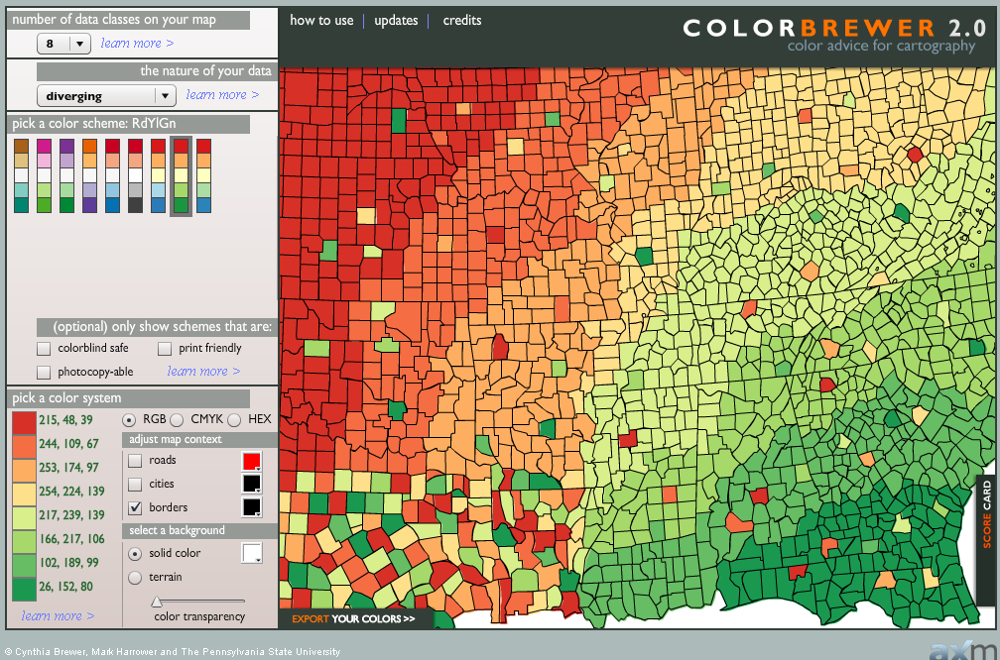 number of data classes on your map
8 learn more >
the nature of your data
diverging learn more >
pick a color scheme: RdYlGn
(optional) only show schemes that are:
colorblind safe print friendly
photocopy-able learn more >
pick a color system
215, 48, 39
244, 109, 67
253, 174, 97
254, 224, 139
217, 239, 139
166, 217, 106
102, 189, 99
26, 152, 80
learn more >
RGB CMYK HEX
adjust map context
roads
cities
borders
select a background
solid color
terrain
color transparency
how to use | updates | credits
COLORBREWER 2.0
color advice for cartography
SCORE CARD
EXPORT YOUR COLORS >>
© Cynthia Brewer, Mark Harrower and The Pennsylvania State University
axm